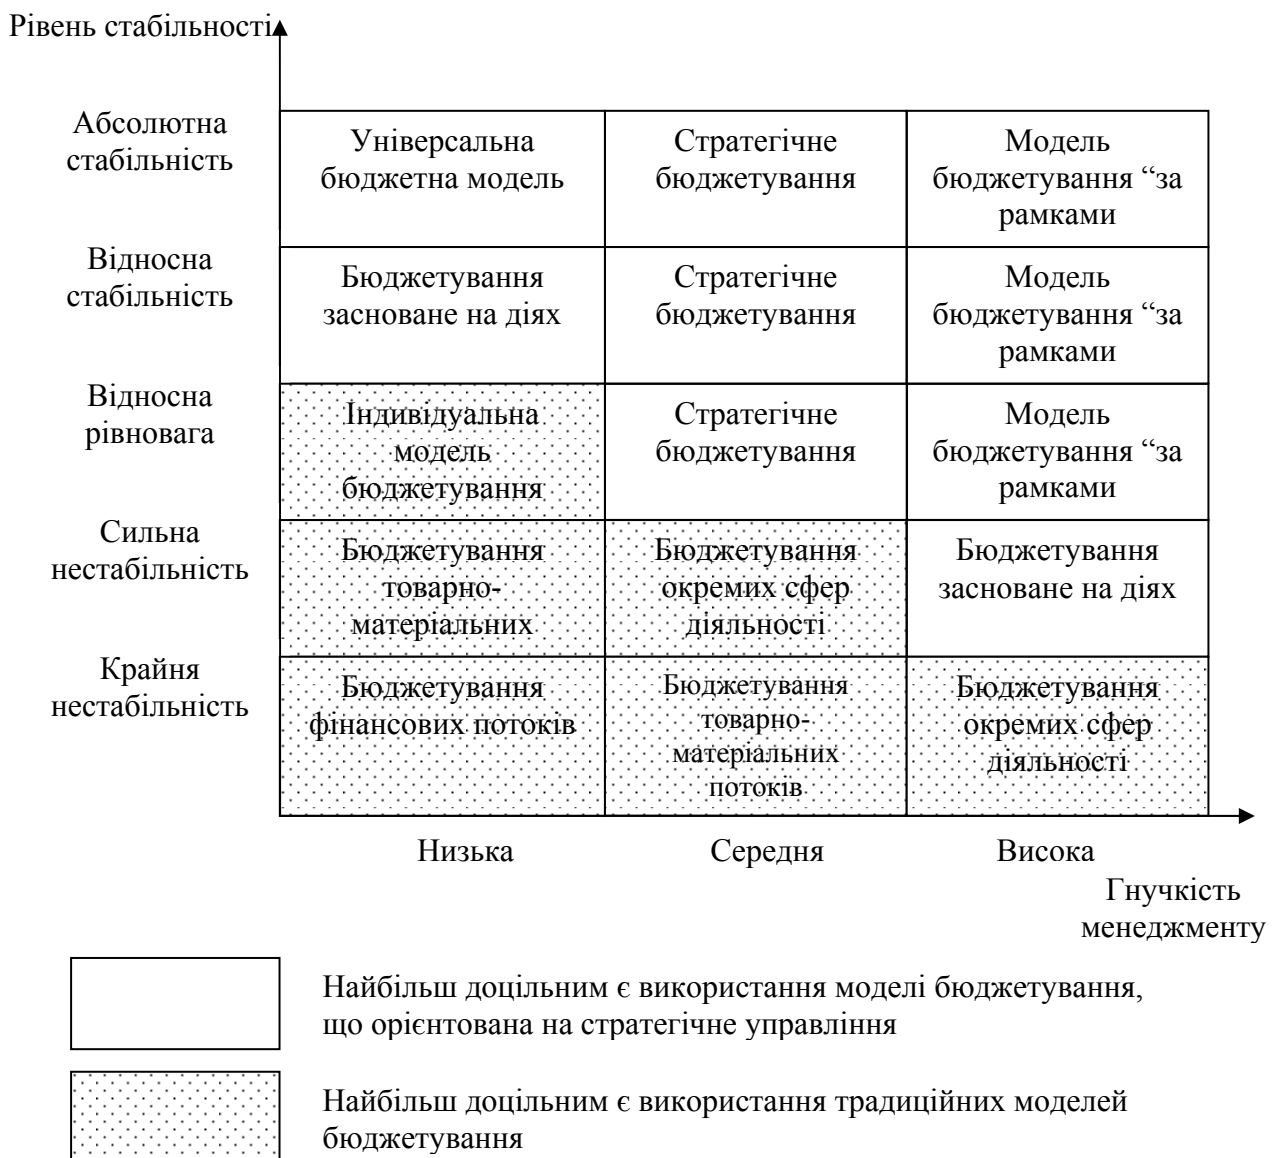 Рівень стабільності
Абсолютна
стабільність
Універсальна
бюджетна модель
Стратегічне
бюджетування
Модель
бюджетування “за
рамками
Відносна
стабільність
Бюджетування
засноване на діях
Стратегічне
бюджетування
Модель
бюджетування “за
рамками
Відносна
рівновага
Індивідуальна
модель
бюджетування
Стратегічне
бюджетування
Модель
бюджетування “за
рамками
Сильна
нестабільність
Бюджетування
товарно-
матеріальних
Бюджетування
окремих сфер
діяльності
Бюджетування
засноване на діях
Крайня
нестабільність
Бюджетування
фінансових потоків
Бюджетування
товарно-
матеріальних
потоків
Бюджетування
окремих сфер
діяльності
Низька
Середня
Висока
Гнучкість
менеджменту
Найбільш доцільним є використання моделі бюджетування,
що орієнтована на стратегічне управління
Найбільш доцільним є використання традиційних моделей
бюджетування